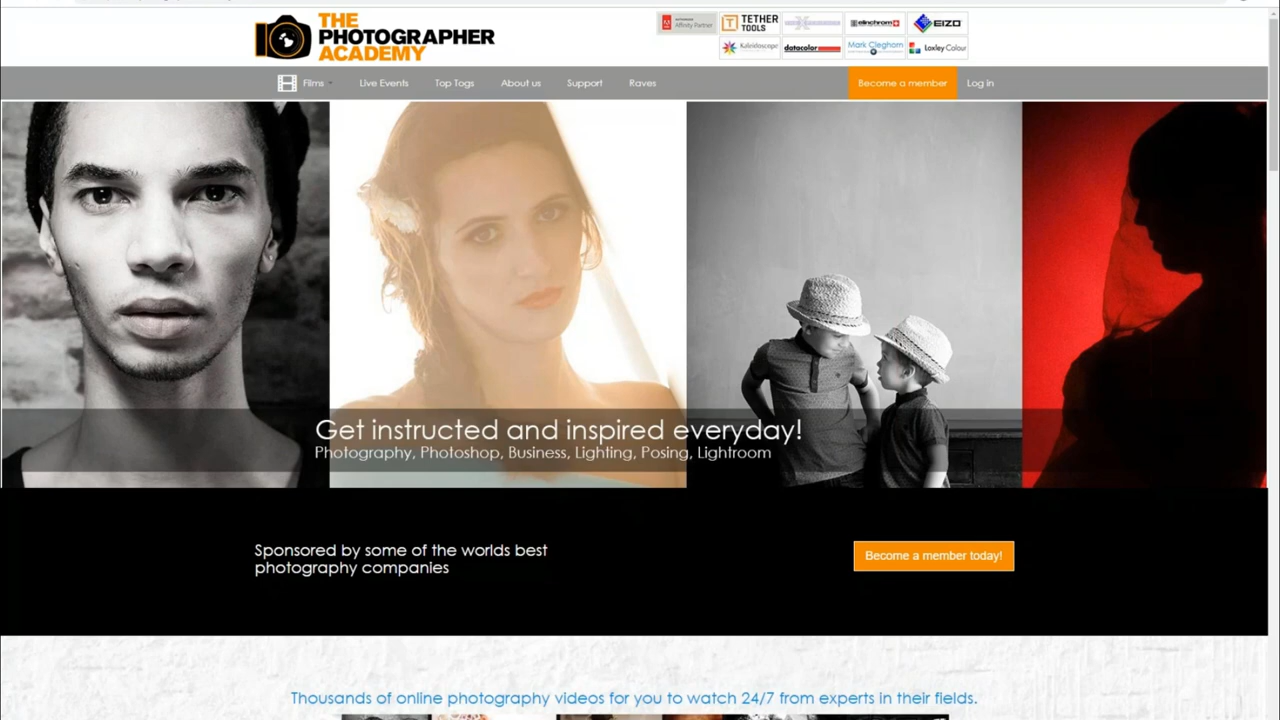 THE
PHOTOGRAPHER
ACADEMY
Affinity Partner
TETHER
TOOLS
elinchrom
EIZO
Kaleidoscope
datacolor
Mark Cleghorn
Loxley Colour
Films
Live Events
Top Togs
About us
Support
Raves
Become a member
Log in
Get instructed and inspired everyday!
Photography, Photoshop, Business, Lighting, Posing, Lightroom
Sponsored by some of the worlds best
photography companies
Become a member today!
Thousands of online photography videos for you to watch 24/7 from experts in their fields.